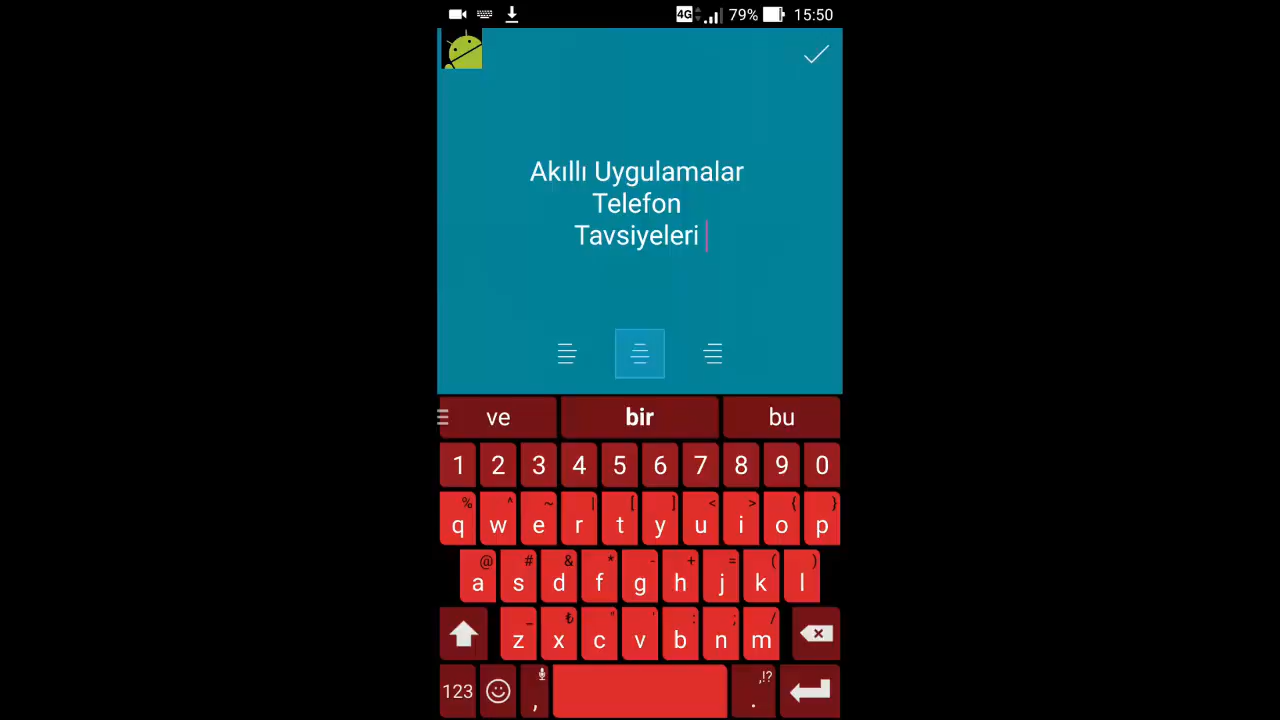 4G 79% 15:50
Akıllı Uygulamalar
Telefon
Tavsiyeleri
ve bir bu
1 2 3 4 5 6 7 8 9 0
% ^ ~ | [ ] < > { }
q w e r t y u i o p
@ # & * - + = ( )
a s d f g h j k l
_ ₺ " ' : ; /
z x c v b n m
,!?
123 , .